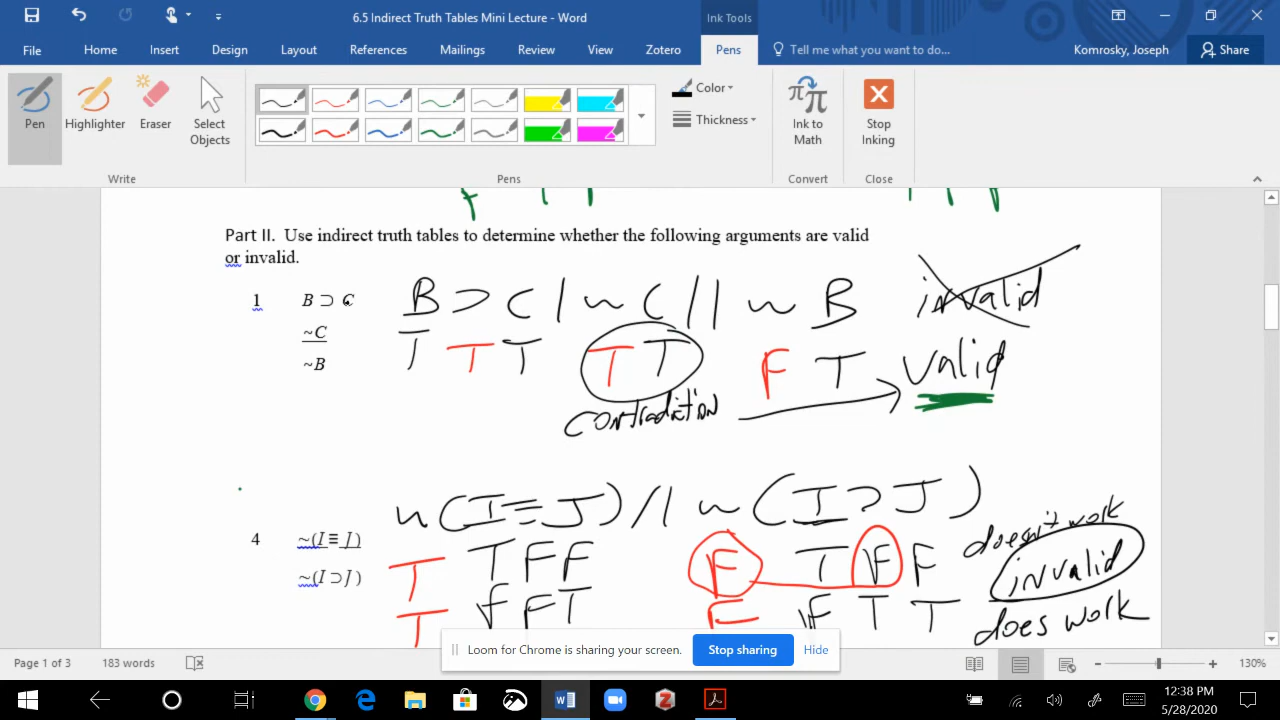 6.5 Indirect Truth Tables Mini Lecture - Word
Ink Tools
File Home Insert Design Layout References Mailings Review View Zotero Pens Tell me what you want to do... Komrosky, Joseph Share
Pen Highlighter Eraser Select Objects
Color
Thickness
Ink to Math
Stop Inking
Write Pens Convert Close
Part II. Use indirect truth tables to determine whether the following arguments are valid
or invalid.
1 B ⊃ C B ⊃ C / ~ C // ~ B invalid
~C
~B T T T T T F T valid
contradiction
~ (I ≡ J) // ~ (I ⊃ J)
doesn't work
4 ~(I ≡ J) T T F F F T F F invalid
~(I ⊃ J)
T F F T F F T T does work
Loom for Chrome is sharing your screen. Stop sharing Hide
Page 1 of 3 183 words 130%
12:38 PM
5/28/2020